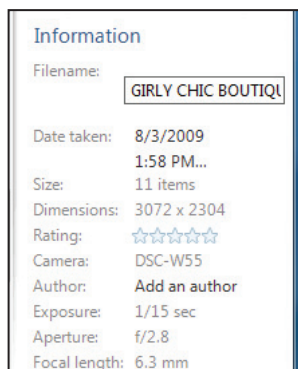 Information
Filename:
GIRLY CHIC BOUTIQU
Date taken: 8/3/2009
1:58 PM...
Size: 11 items
Dimensions: 3072 x 2304
Rating:
Camera: DSC-W55
Author: Add an author
Exposure: 1/15 sec
Aperture: f/2.8
Focal length: 6.3 mm